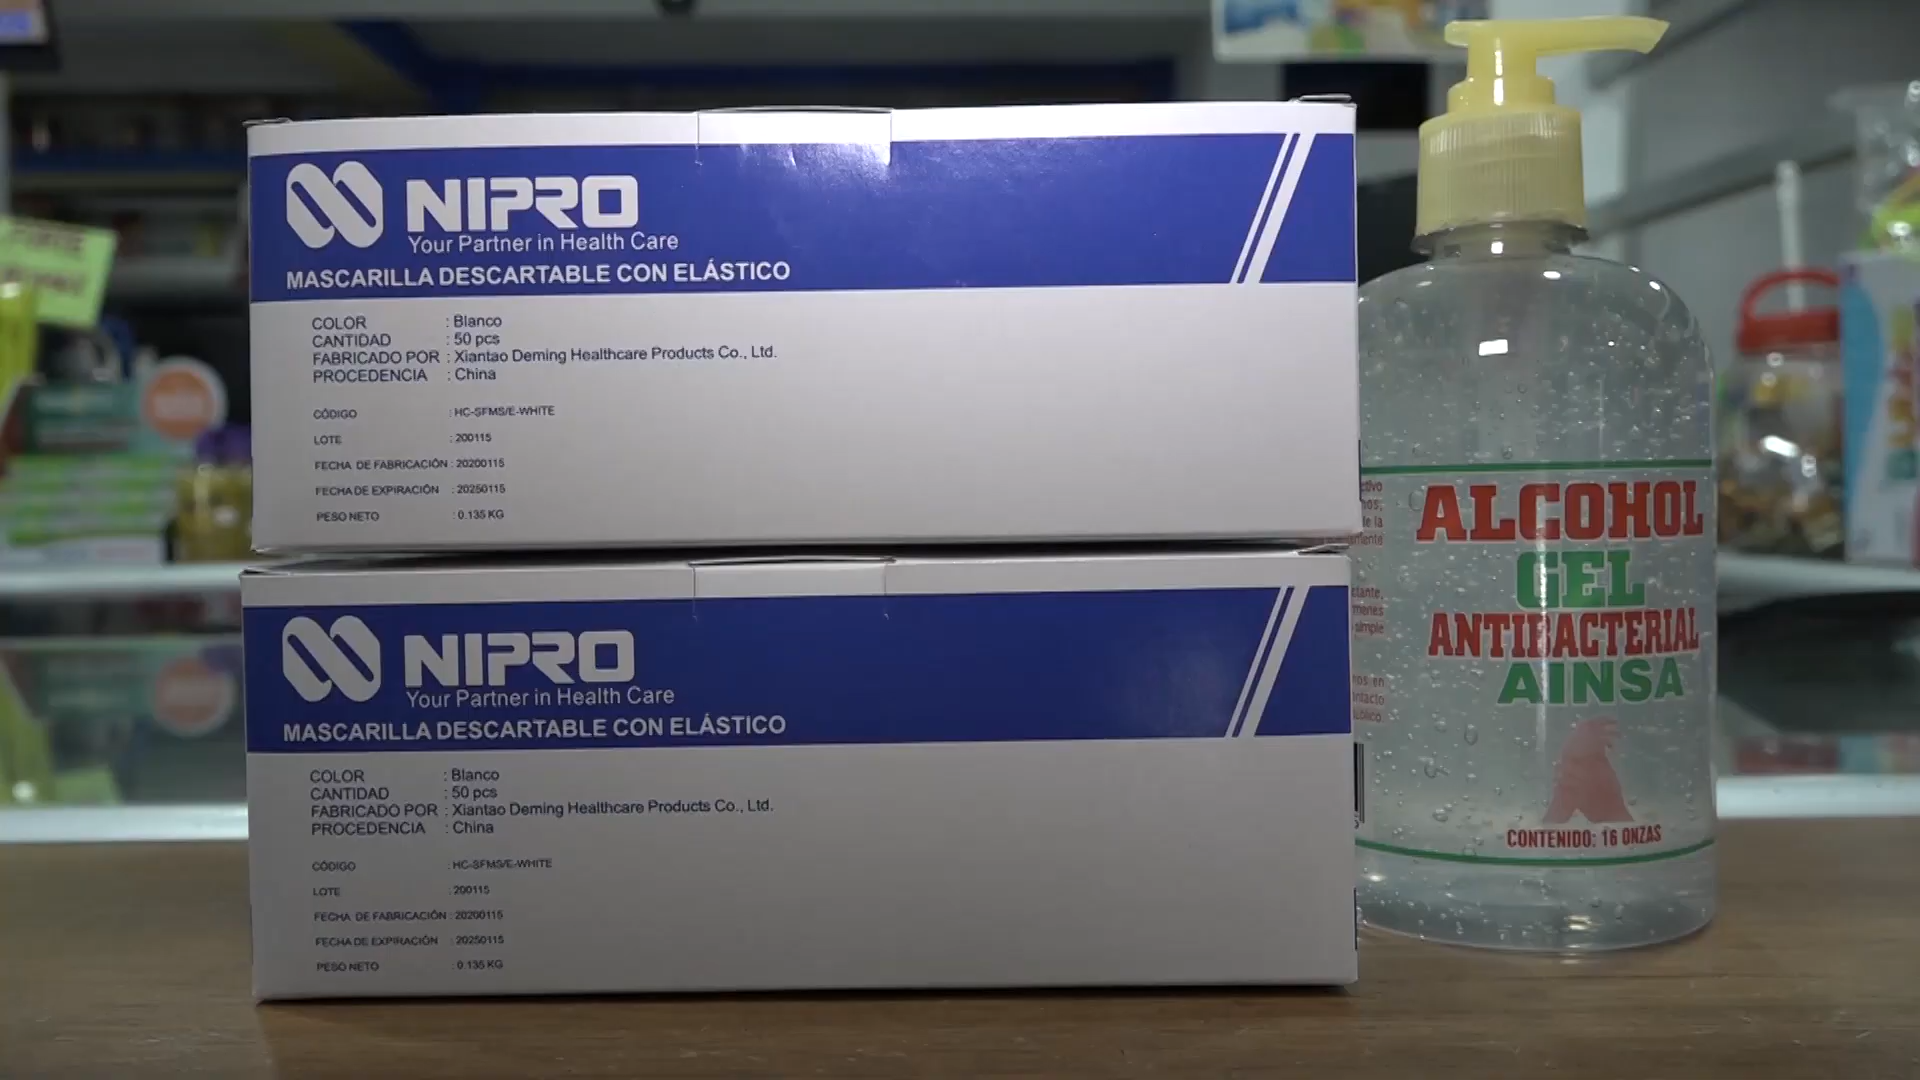 NIPRO
Your Partner in Health Care
MASCARILLA DESCARTABLE CON ELÁSTICO
COLOR : Blanco
CANTIDAD : 50 pcs
FABRICADO POR : Xiantao Deming Healthcare Products Co., Ltd.
PROCEDENCIA : China
CÓDIGO : HC-SFMS/E-WHITE
LOTE : 200115
FECHA DE FABRICACIÓN : 20200115
FECHA DE EXPIRACIÓN : 20250115
PESO NETO : 0.135 KG
NIPRO
Your Partner in Health Care
MASCARILLA DESCARTABLE CON ELÁSTICO
COLOR : Blanco
CANTIDAD : 50 pcs
FABRICADO POR : Xiantao Deming Healthcare Products Co., Ltd.
PROCEDENCIA : China
CÓDIGO : HC-SFMS/E-WHITE
LOTE : 200115
FECHA DE FABRICACIÓN : 20200115
FECHA DE EXPIRACIÓN : 20250115
PESO NETO : 0.135 KG
ALCOHOL
GEL
ANTIBACTERIAL
AINSA
CONTENIDO: 16 ONZAS
de la
simple
en